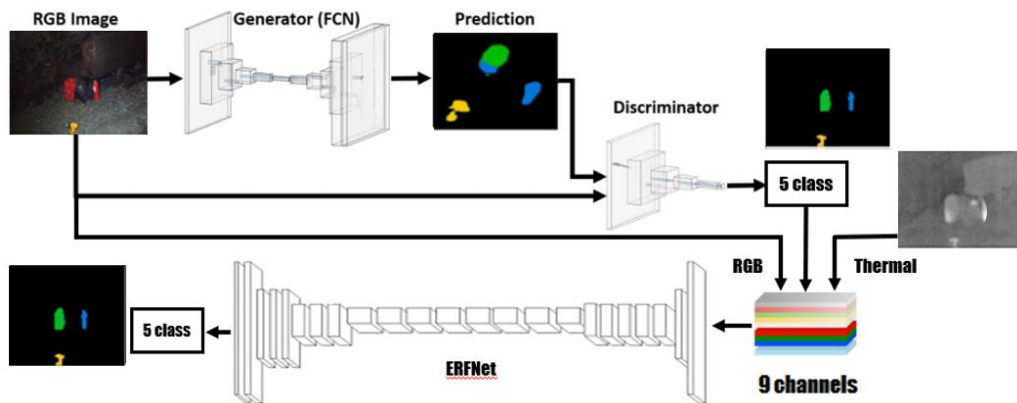 RGB Image
Generator (FCN)
Prediction
Discriminator
5 class
RGB
Thermal
5 class
ERFNet
9 channels